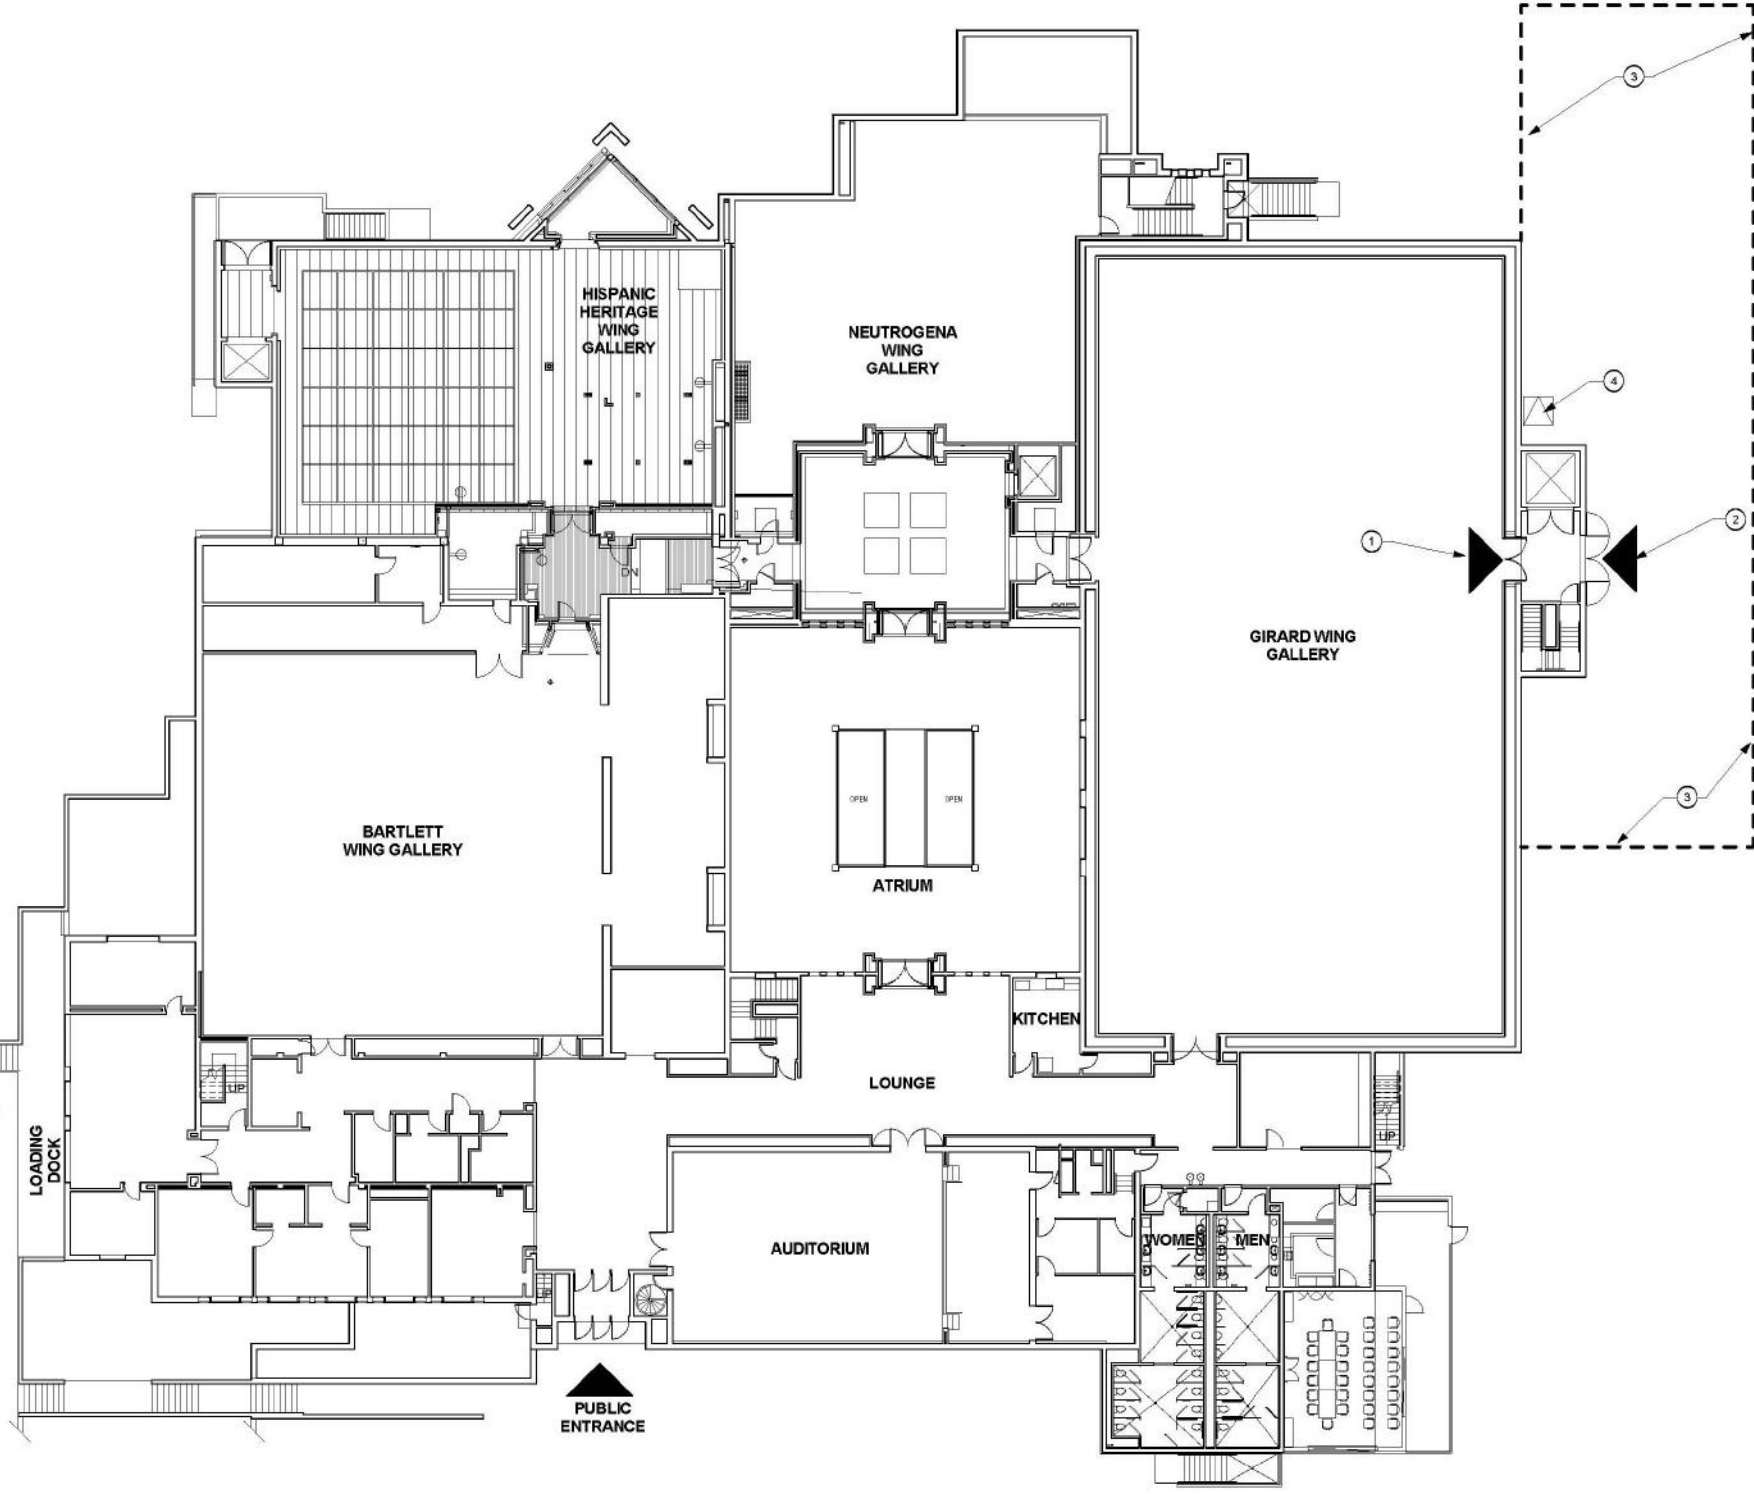 3
HISPANIC
HERITAGE
WING
GALLERY
NEUTROGENA
WING
GALLERY
4
2
1
DN
GIRARD WING
GALLERY
3
OPEN
OPEN
BARTLETT
WING GALLERY
ATRIUM
KITCHEN
LOUNGE
UP
UP
LOADING
DOCK
WOMEN
MEN
AUDITORIUM
PUBLIC
ENTRANCE